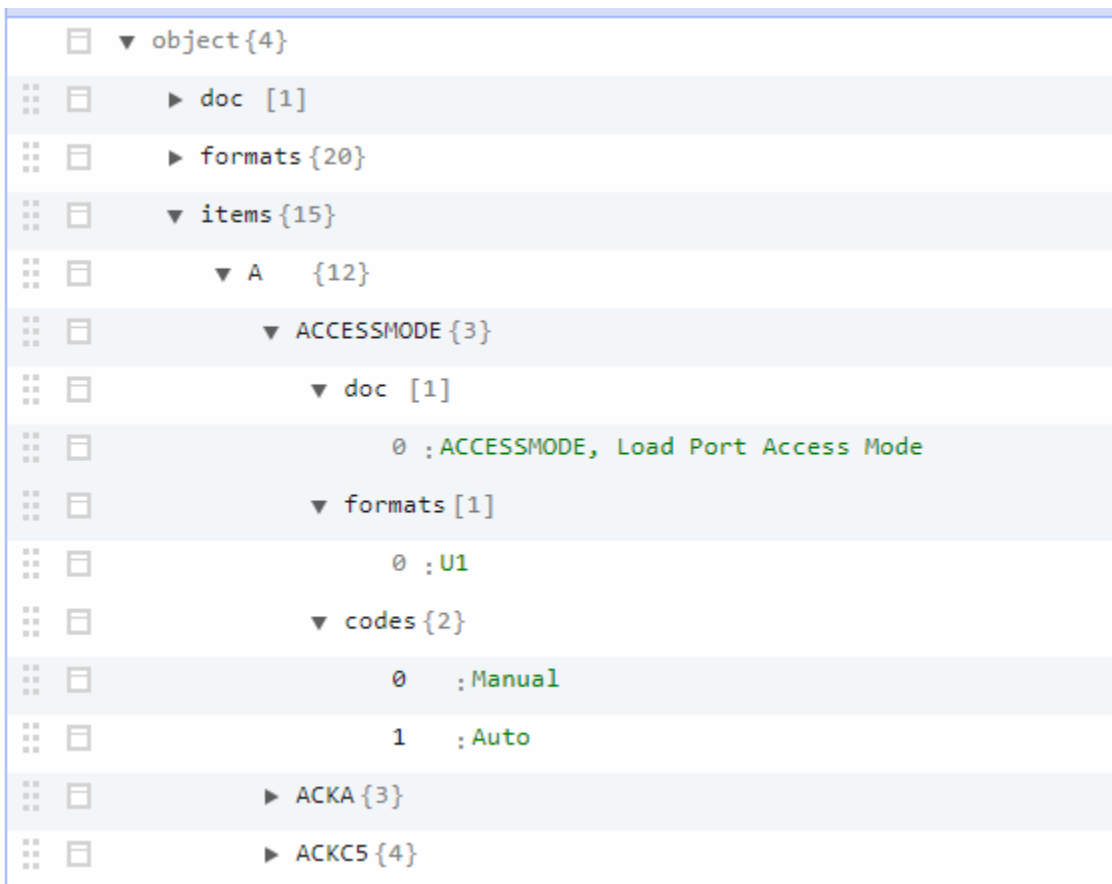 object{4}
doc [1]
formats{20}
items{15}
A {12}
ACCESSMODE{3}
doc [1]
0 :ACCESSMODE, Load Port Access Mode
formats[1]
0 :U1
codes{2}
0 :Manual
1 :Auto
ACKA{3}
ACKC5{4}